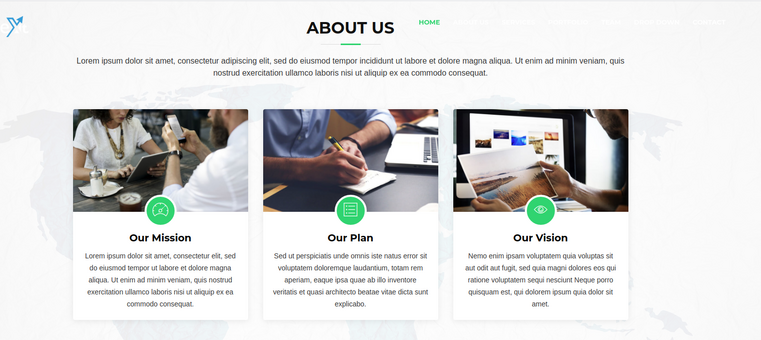 HOME
ABOUT US
Lorem ipsum dolor sit amet, consectetur adipiscing elit, sed do eiusmod tempor incididunt ut labore et dolore magna aliqua. Ut enim ad minim veniam, quis
nostrud exercitation ullamco laboris nisi ut aliquip ex ea commodo consequat.
Our Mission
Lorem ipsum dolor sit amet, consectetur elit, sed
do eiusmod tempor ut labore et dolore magna
aliqua. Ut enim ad minim veniam, quis nostrud
exercitation ullamco laboris nisi ut aliquip ex ea
commodo consequat.
Our Plan
Sed ut perspiciatis unde omnis iste natus error sit
voluptatem doloremque laudantium, totam rem
aperiam, eaque ipsa quae ab illo inventore
veritatis et quasi architecto beatae vitae dicta sunt
explicabo.
Our Vision
Nemo enim ipsam voluptatem quia voluptas sit
aut odit aut fugit, sed quia magni dolores eos qui
ratione voluptatem sequi nesciunt Neque porro
quisquam est, qui dolorem ipsum quia dolor sit
amet.